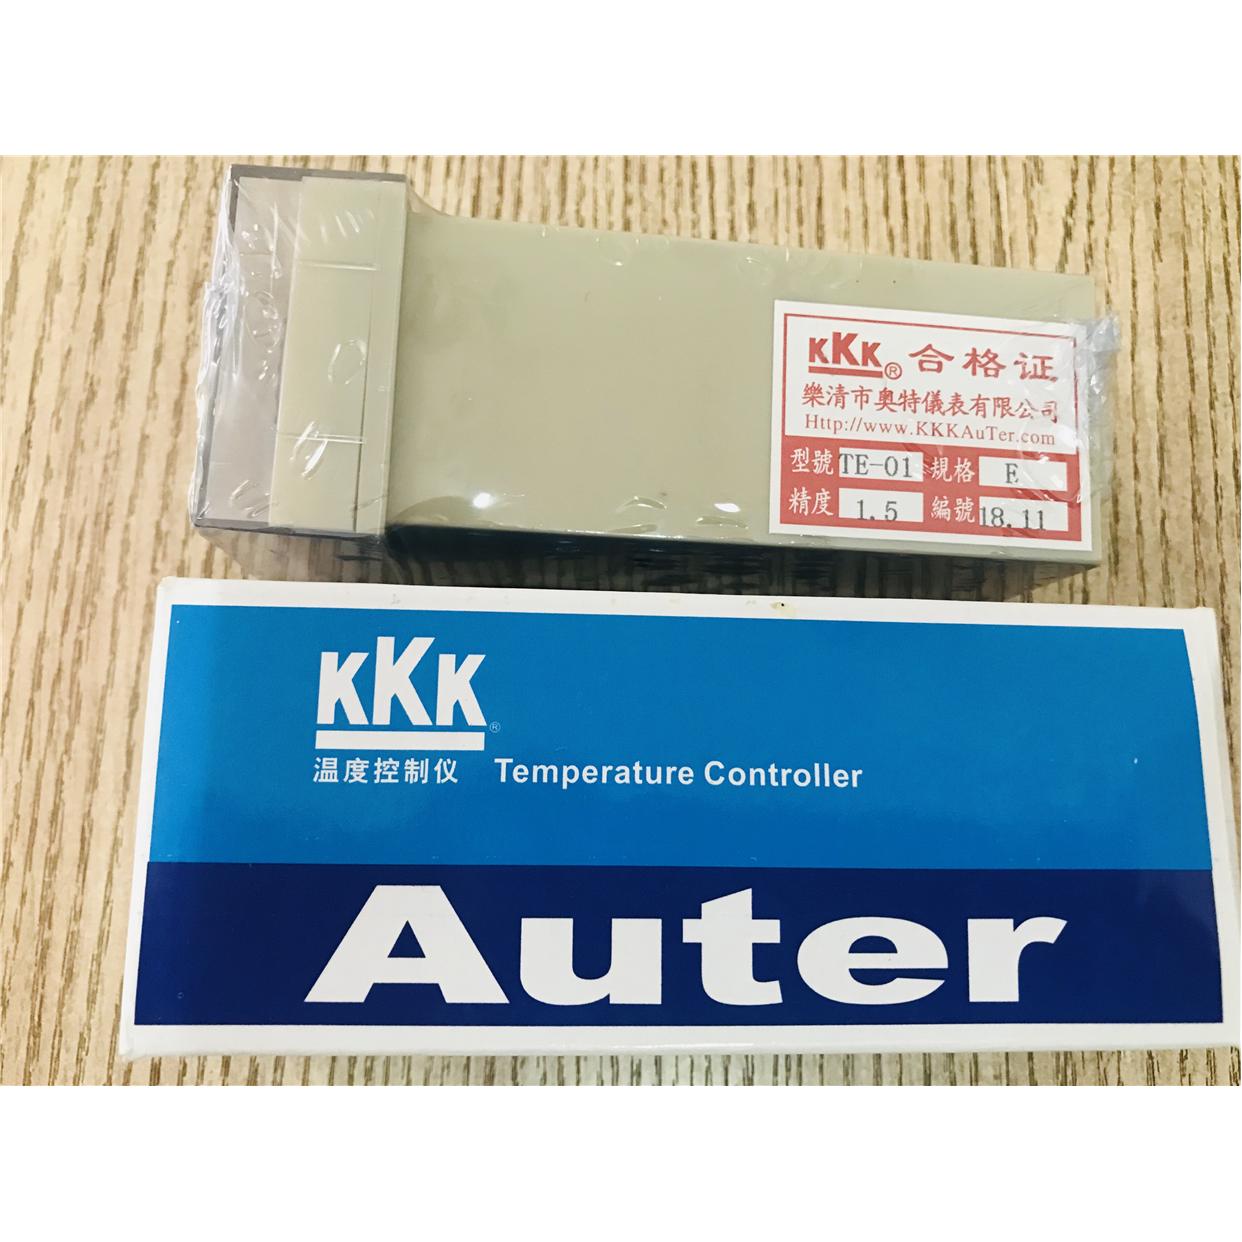 KKK® 合格证
樂清市奥特儀表有限公司
Http://www.KKKAuTer.com
型號 TE-01 規格 E
精度 1.5 編號 18.11
KKK®
温度控制仪 Temperature Controller
Auter